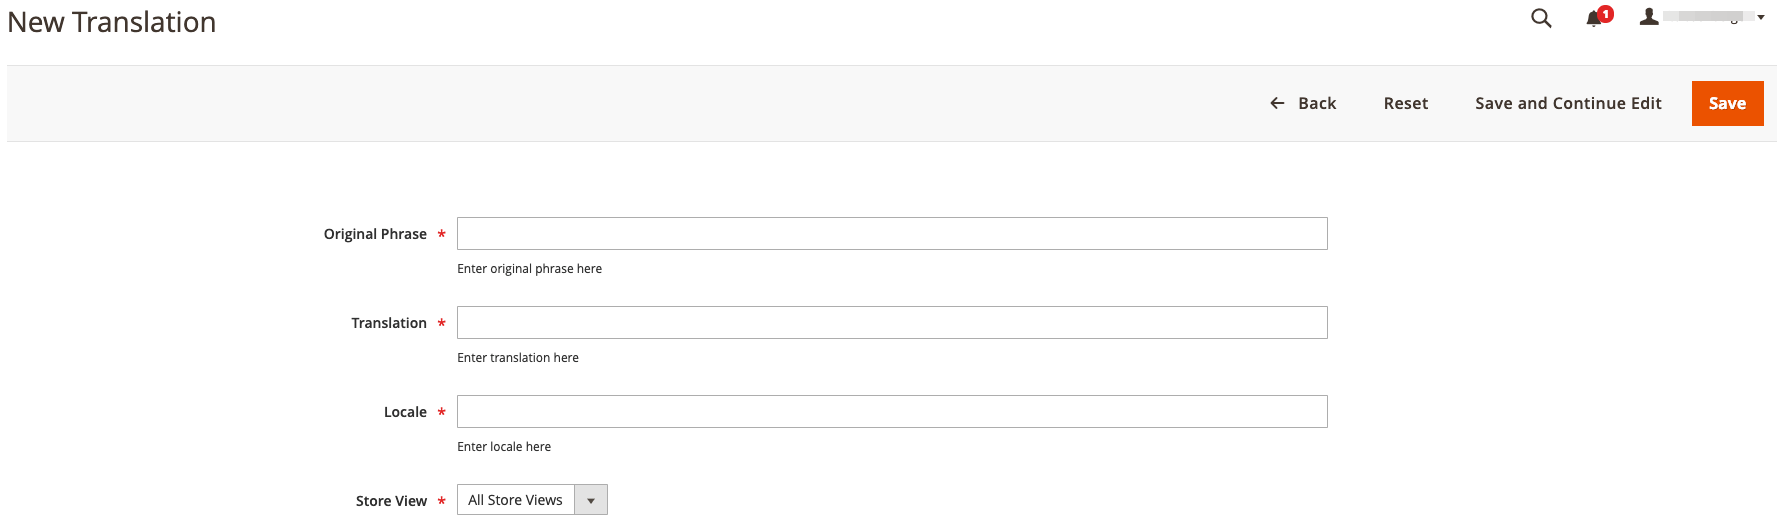 New Translation
1
Back
Reset
Save and Continue Edit
Save
Original Phrase *
Enter original phrase here
Translation *
Enter translation here
Locale *
Enter locale here
Store View *
All Store Views